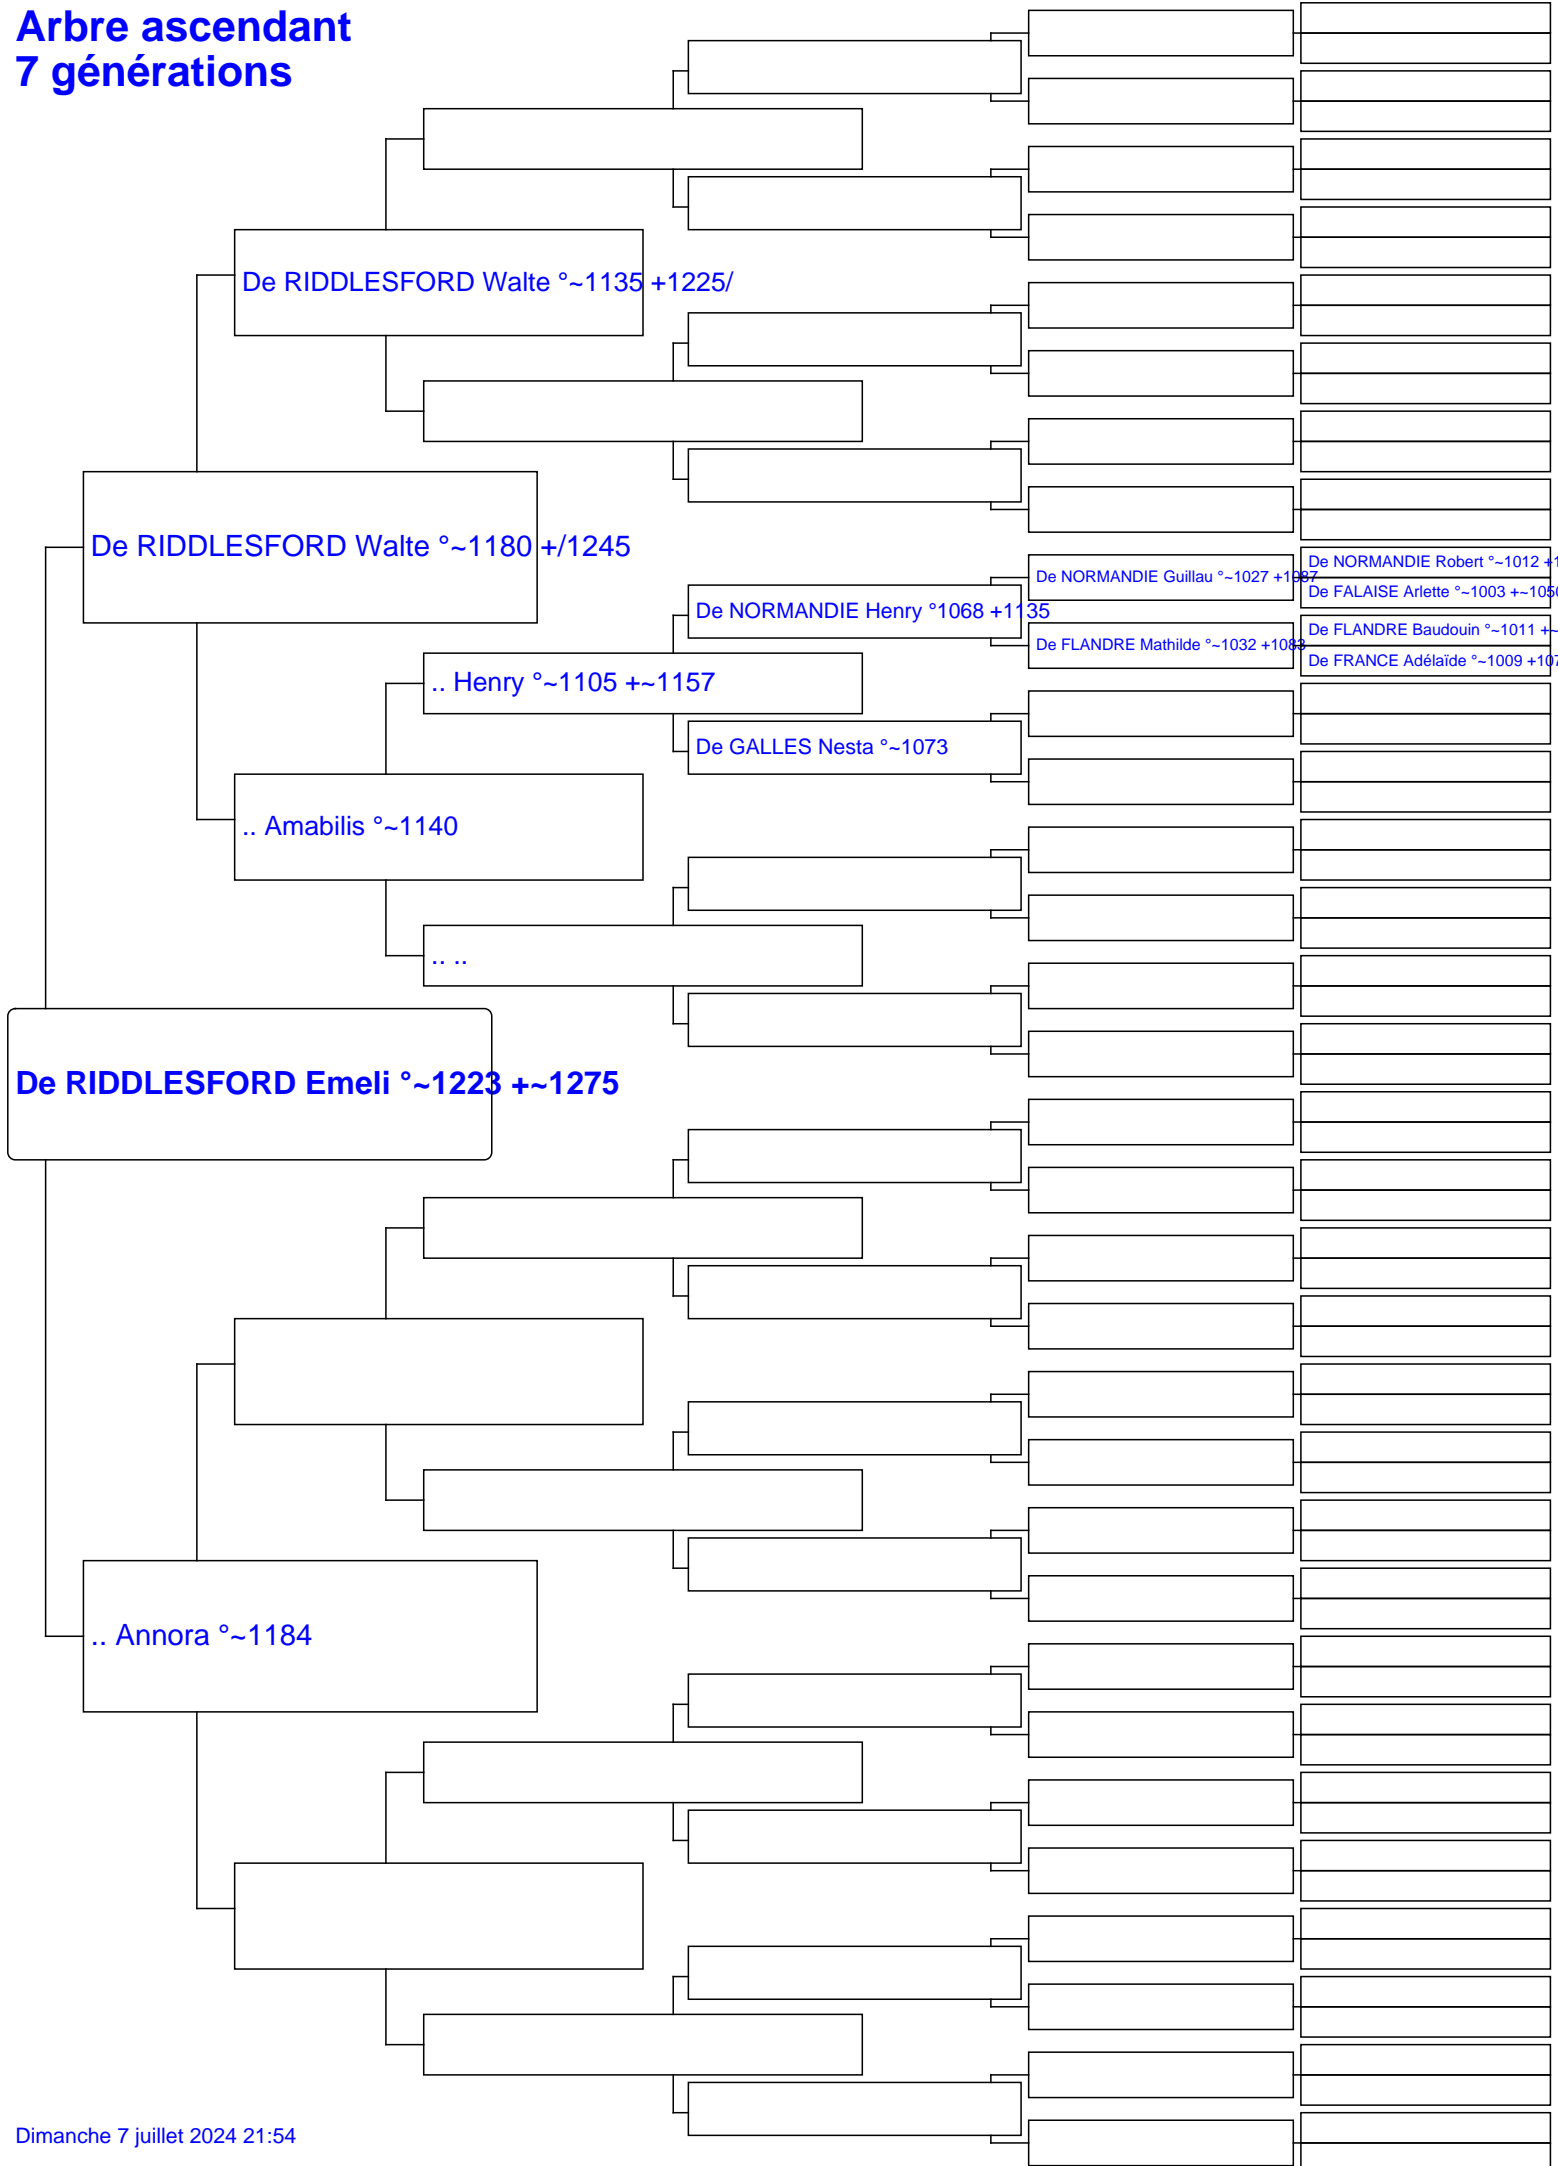 Arbre ascendant
7 générations
De RIDDLESFORD Walte °~1135 +1225/
De RIDDLESFORD Walte °~1180 +/1245
De NORMANDIE Robert °~1012 +1
De NORMANDIE Guillau °~1027 +1087
De FALAISE Arlette °~1003 +~1050
De NORMANDIE Henry °1068 +1135
De FLANDRE Baudouin °~1011 +~
De FLANDRE Mathilde °~1032 +1083
De FRANCE Adélaïde °~1009 +107
.. Henry °~1105 +~1157
De GALLES Nesta °~1073
.. Amabilis °~1140
.. ..
De RIDDLESFORD Emeli °~1223 +~1275
.. Annora °~1184
Dimanche 7 juillet 2024 21:54